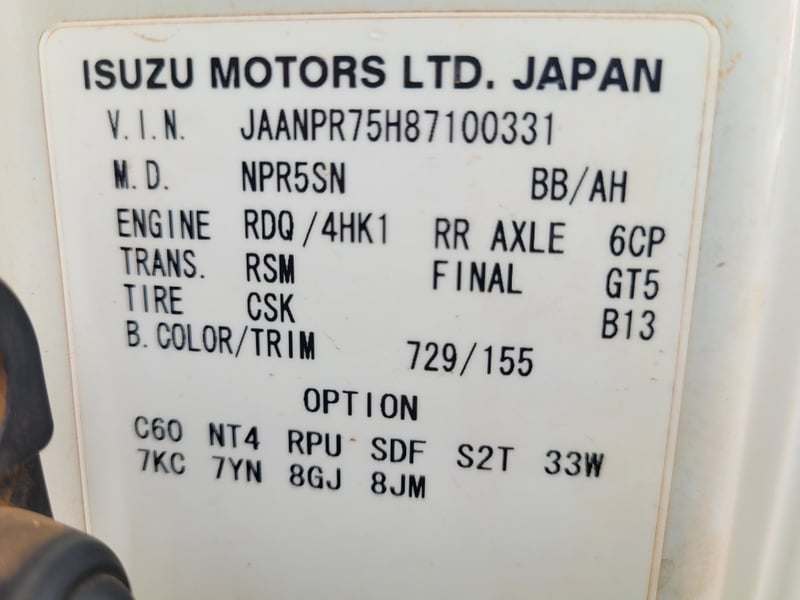 ISUZU MOTORS LTD. JAPAN
V.I.N. JAANPR75H87100331
M.D. NPR5SN BB/AH
ENGINE RDQ/4HK1 RR AXLE 6CP
TRANS. RSM FINAL GT5
TIRE CSK B13
B.COLOR/TRIM 729/155
OPTION
C60 NT4 RPU SDF S2T 33W
7KC 7YN 8GJ 8JM